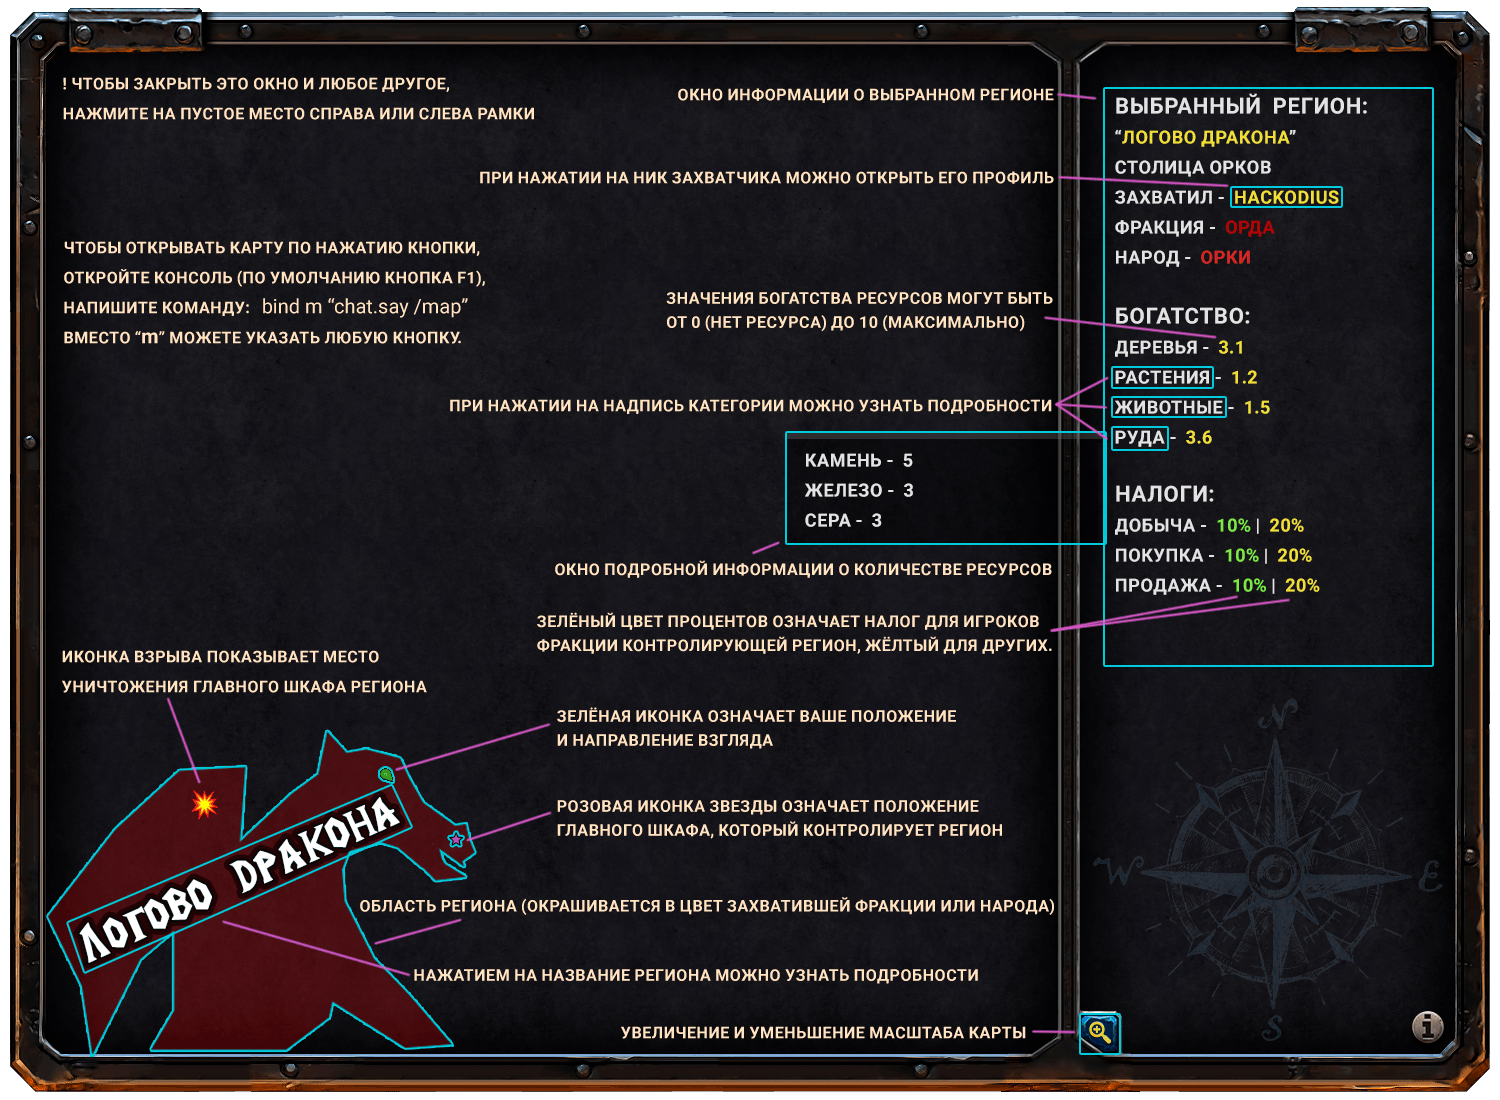 ! ЧТОБЫ ЗАКРЫТЬ ЭТО ОКНО И ЛЮБОЕ ДРУГОЕ,
НАЖМИТЕ НА ПУСТОЕ МЕСТО СПРАВА ИЛИ СЛЕВА РАМКИ
ОКНО ИНФОРМАЦИИ О ВЫБРАННОМ РЕГИОНЕ
ПРИ НАЖАТИИ НА НИК ЗАХВАТЧИКА МОЖНО ОТКРЫТЬ ЕГО ПРОФИЛЬ
ЧТОБЫ ОТКРЫВАТЬ КАРТУ ПО НАЖАТИЮ КНОПКИ,
ОТКРОЙТЕ КОНСОЛЬ (ПО УМОЛЧАНИЮ КНОПКА F1),
НАПИШИТЕ КОМАНДУ: bind m “chat.say /map”
ВМЕСТО “m” МОЖЕТЕ УКАЗАТЬ ЛЮБУЮ КНОПКУ.
ЗНАЧЕНИЯ БОГАТСТВА РЕСУРСОВ МОГУТ БЫТЬ
ОТ 0 (НЕТ РЕСУРСА) ДО 10 (МАКСИМАЛЬНО)
ПРИ НАЖАТИИ НА НАДПИСЬ КАТЕГОРИИ МОЖНО УЗНАТЬ ПОДРОБНОСТИ
КАМЕНЬ - 5
ЖЕЛЕЗО - 3
СЕРА - 3
ОКНО ПОДРОБНОЙ ИНФОРМАЦИИ О КОЛИЧЕСТВЕ РЕСУРСОВ
ЗЕЛЁНЫЙ ЦВЕТ ПРОЦЕНТОВ ОЗНАЧАЕТ НАЛОГ ДЛЯ ИГРОКОВ
ФРАКЦИИ КОНТРОЛИРУЮЩЕЙ РЕГИОН, ЖЁЛТЫЙ ДЛЯ ДРУГИХ.
ИКОНКА ВЗРЫВА ПОКАЗЫВАЕТ МЕСТО
УНИЧТОЖЕНИЯ ГЛАВНОГО ШКАФА РЕГИОНА
ЗЕЛЁНАЯ ИКОНКА ОЗНАЧАЕТ ВАШЕ ПОЛОЖЕНИЕ
И НАПРАВЛЕНИЕ ВЗГЛЯДА
РОЗОВАЯ ИКОНКА ЗВЕЗДЫ ОЗНАЧАЕТ ПОЛОЖЕНИЕ
ГЛАВНОГО ШКАФА, КОТОРЫЙ КОНТРОЛИРУЕТ РЕГИОН
ЛОГОВО ДРАКОНА
ОБЛАСТЬ РЕГИОНА (ОКРАШИВАЕТСЯ В ЦВЕТ ЗАХВАТИВШЕЙ ФРАКЦИИ ИЛИ НАРОДА)
НАЖАТИЕМ НА НАЗВАНИЕ РЕГИОНА МОЖНО УЗНАТЬ ПОДРОБНОСТИ
УВЕЛИЧЕНИЕ И УМЕНЬШЕНИЕ МАСШТАБА КАРТЫ
ВЫБРАННЫЙ РЕГИОН:
“ЛОГОВО ДРАКОНА”
СТОЛИЦА ОРКОВ
ЗАХВАТИЛ - HACKODIUS
ФРАКЦИЯ - ОРДА
НАРОД - ОРКИ
БОГАТСТВО:
ДЕРЕВЬЯ - 3.1
РАСТЕНИЯ - 1.2
ЖИВОТНЫЕ - 1.5
РУДА - 3.6
НАЛОГИ:
ДОБЫЧА - 10% | 20%
ПОКУПКА - 10% | 20%
ПРОДАЖА - 10% | 20%
N
W E
S
i